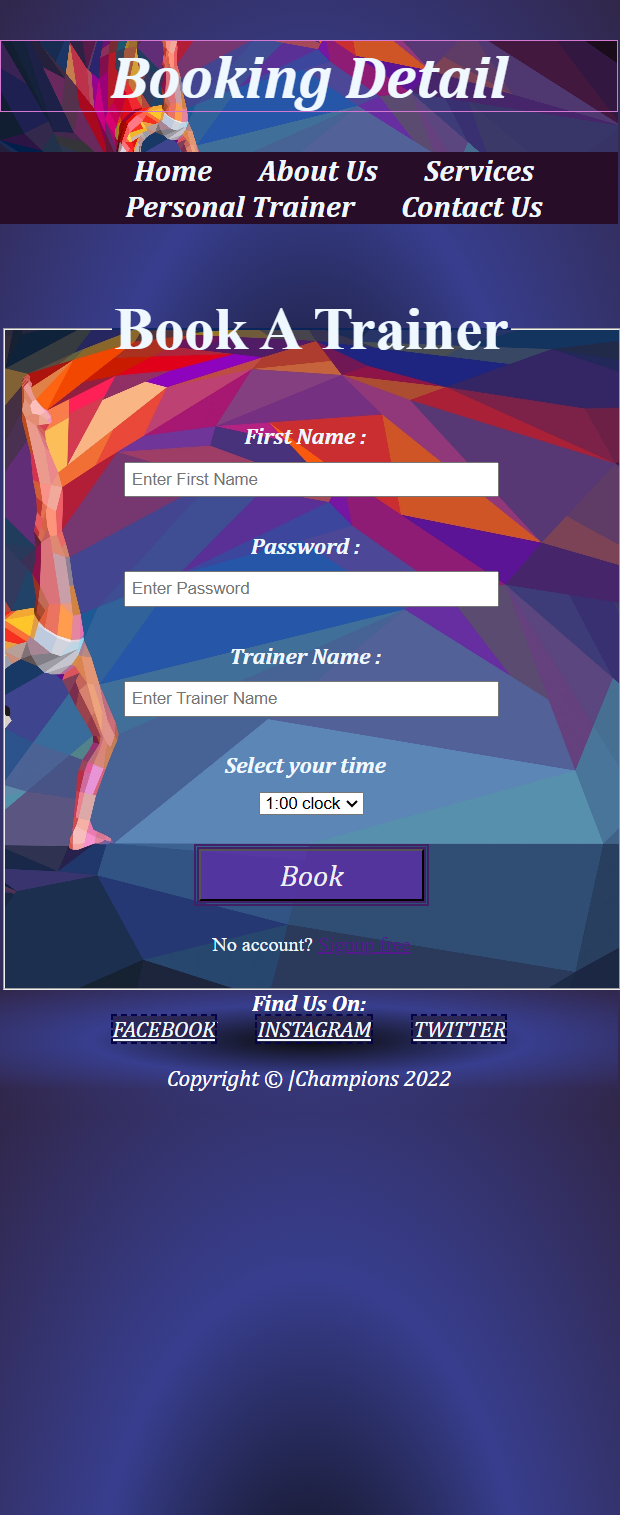 Booking Detail
Home About Us Services
Personal Trainer Contact Us
Book A Trainer
First Name :
Enter First Name
Password :
Enter Password
Trainer Name :
Enter Trainer Name
Select your time
1:00 clock
Book
No account?
Find Us On:
FACEBOOK INSTAGRAM TWITTER
Copyright © |Champions 2022